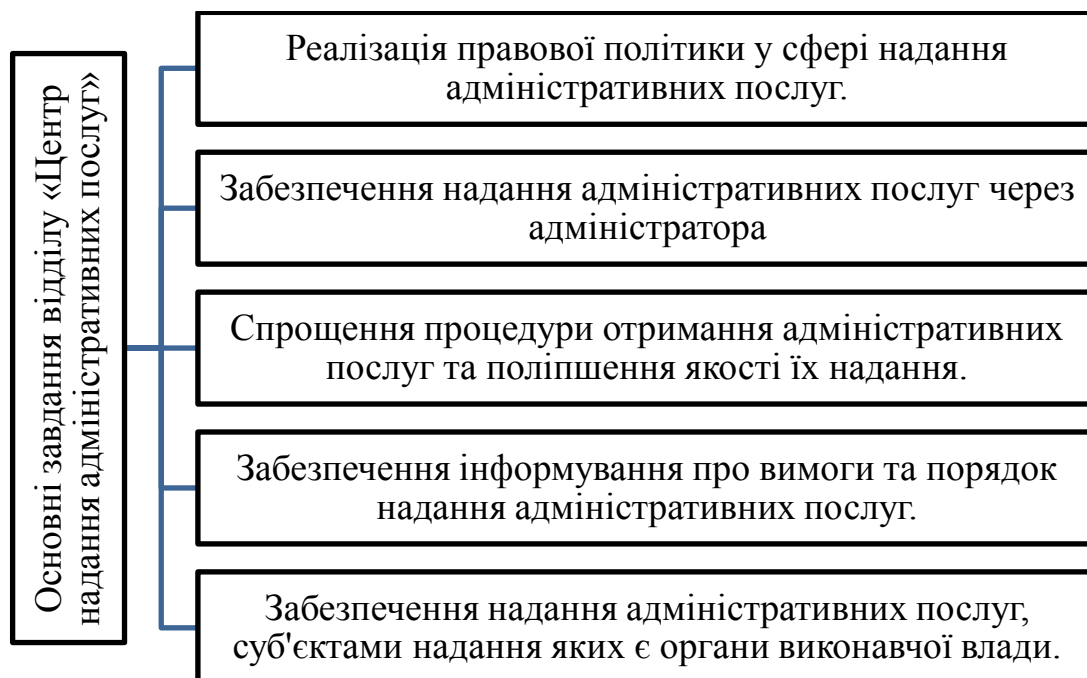 Основні завдання відділу «Центр
надання адміністративних послуг»
Реалізація правової політики у сфері надання
адміністративних послуг.
Забезпечення надання адміністративних послуг через
адміністратора
Спрощення процедури отримання адміністративних
послуг та поліпшення якості їх надання.
Забезпечення інформування про вимоги та порядок
надання адміністративних послуг.
Забезпечення надання адміністративних послуг,
суб'єктами надання яких є органи виконавчої влади.